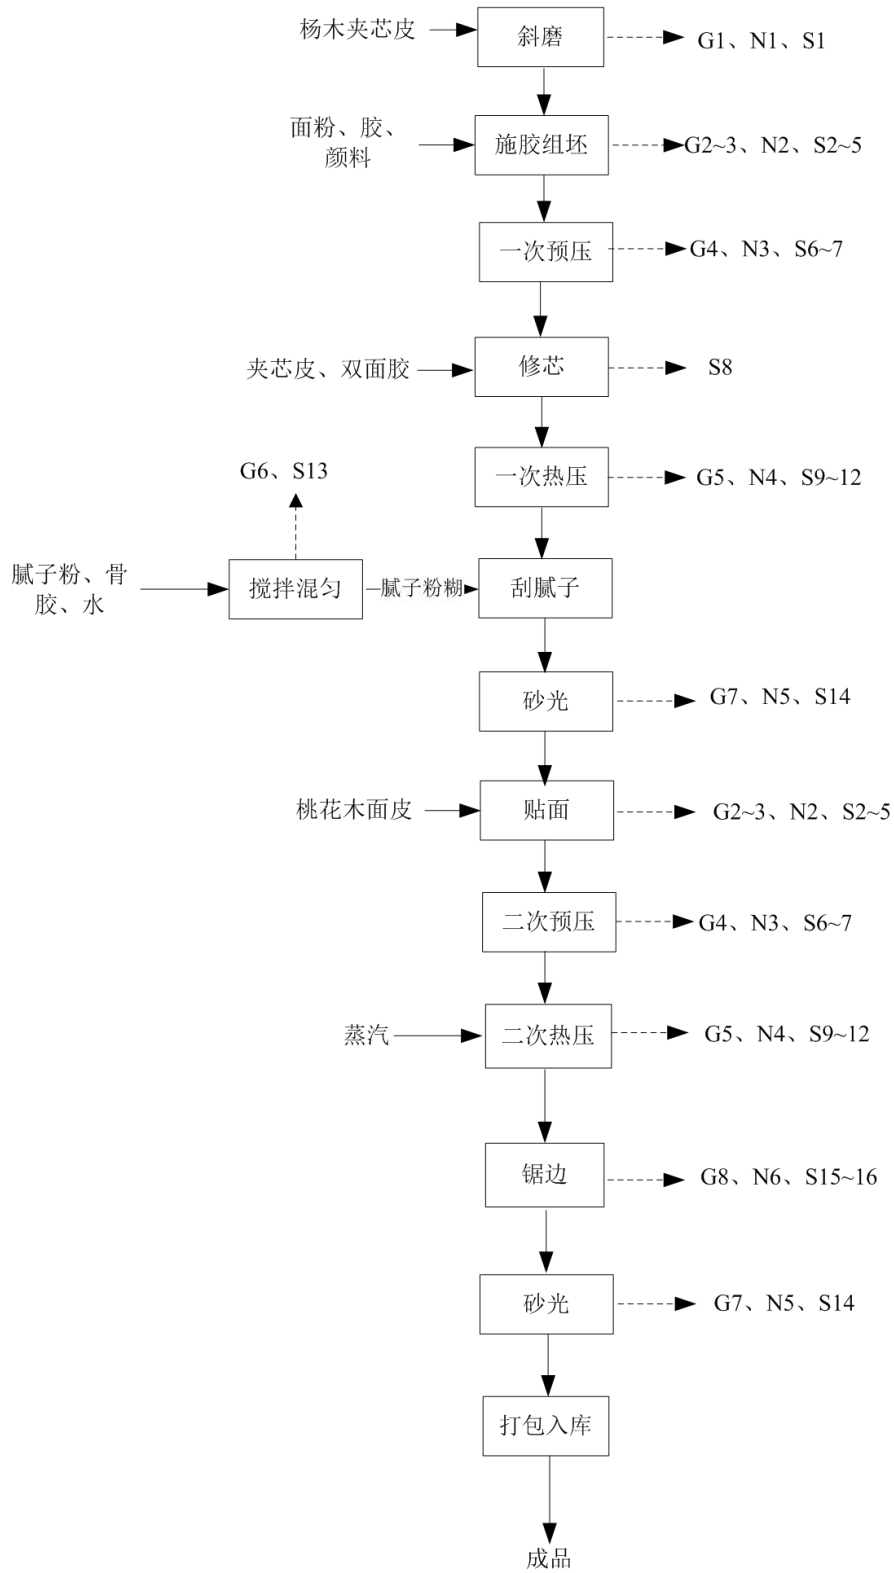 杨木夹芯皮
斜磨
G1、N1、S1
面粉、胶、
颜料
施胶组坯
G2~3、N2、S2~5
一次预压
G4、N3、S6~7
夹芯皮、双面胶
修芯
S8
一次热压
G5、N4、S9~12
G6、S13
腻子粉、骨
胶、水
搅拌混匀
腻子粉糊
刮腻子
砂光
G7、N5、S14
桃花木面皮
贴面
G2~3、N2、S2~5
二次预压
G4、N3、S6~7
蒸汽
二次热压
G5、N4、S9~12
锯边
G8、N6、S15~16
砂光
G7、N5、S14
打包入库
成品